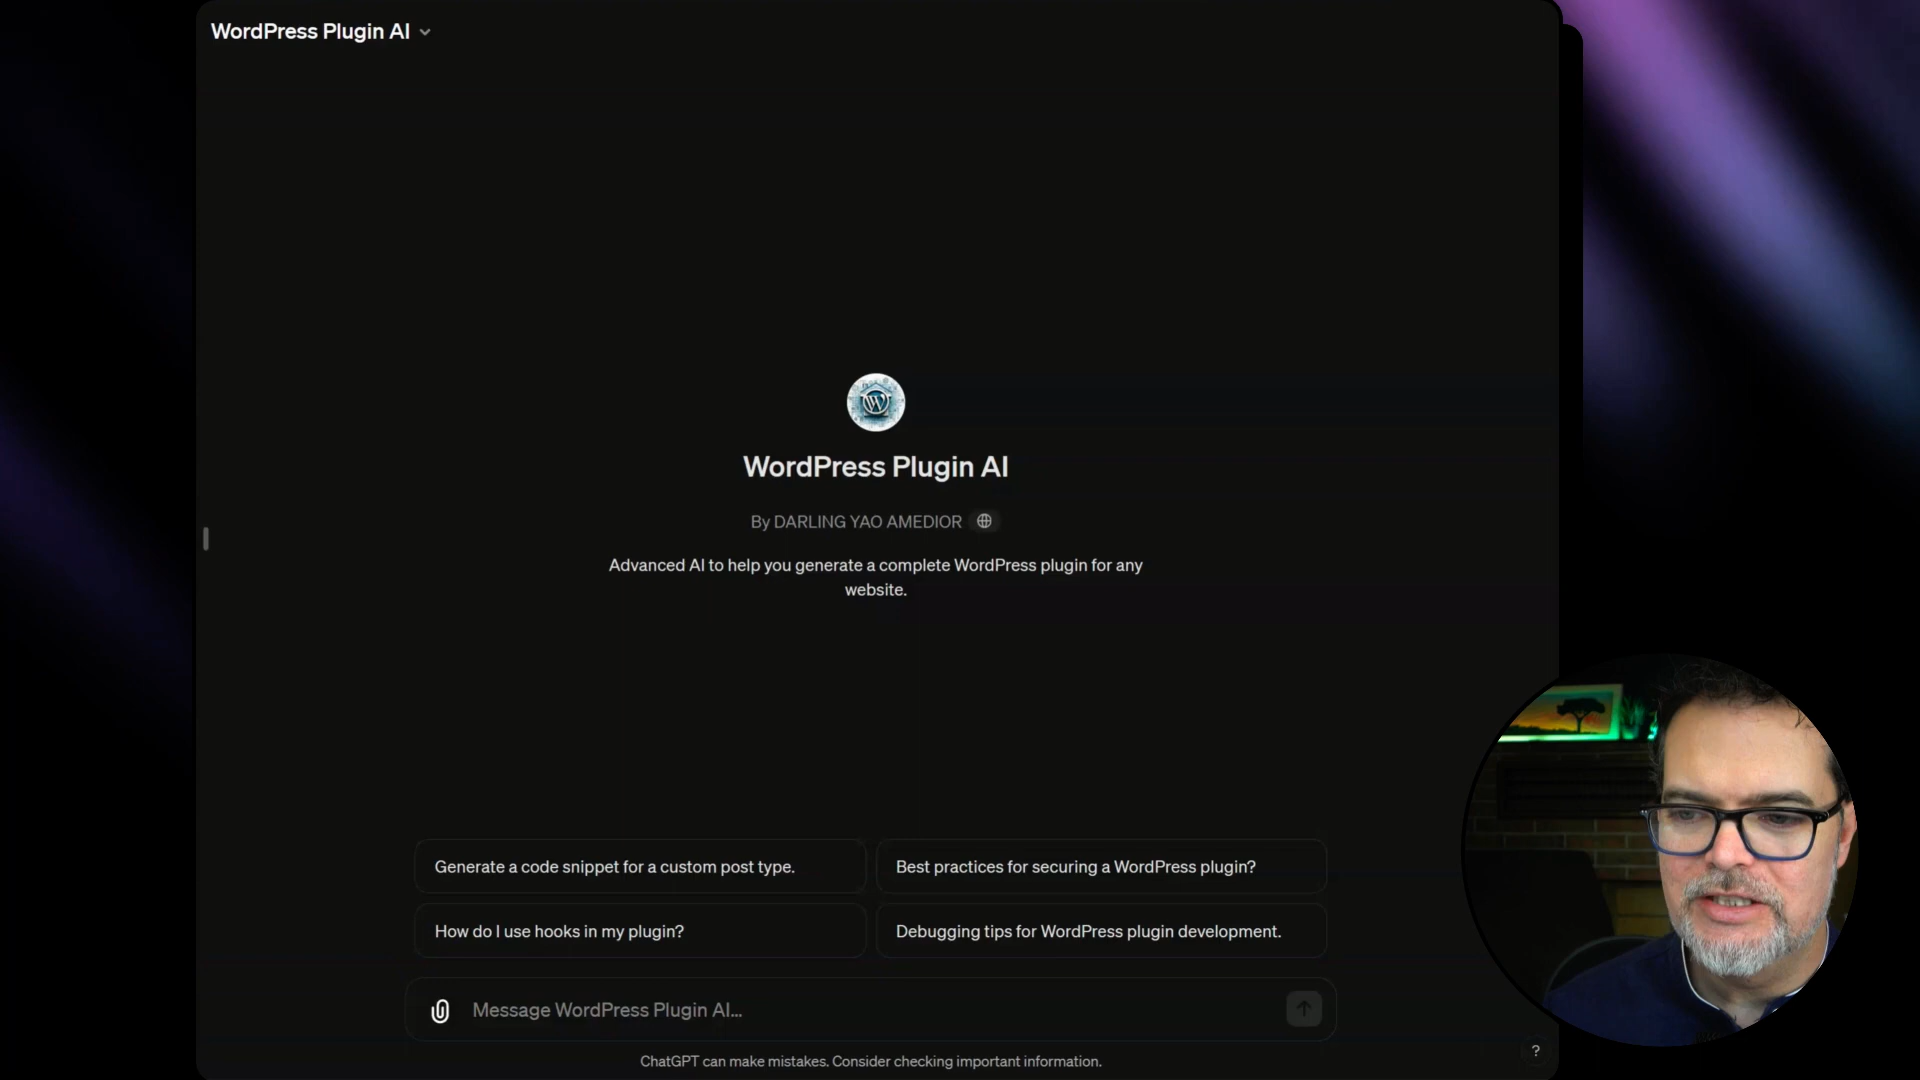 WordPress Plugin AI
WordPress Plugin AI
By DARLING YAO AMEDIOR
Advanced AI to help you generate a complete WordPress plugin for any
website.
Generate a code snippet for a custom post type.
Best practices for securing a WordPress plugin?
How do I use hooks in my plugin?
Debugging tips for WordPress plugin development.
Message WordPress Plugin AI...
ChatGPT can make mistakes. Consider checking important information.
?